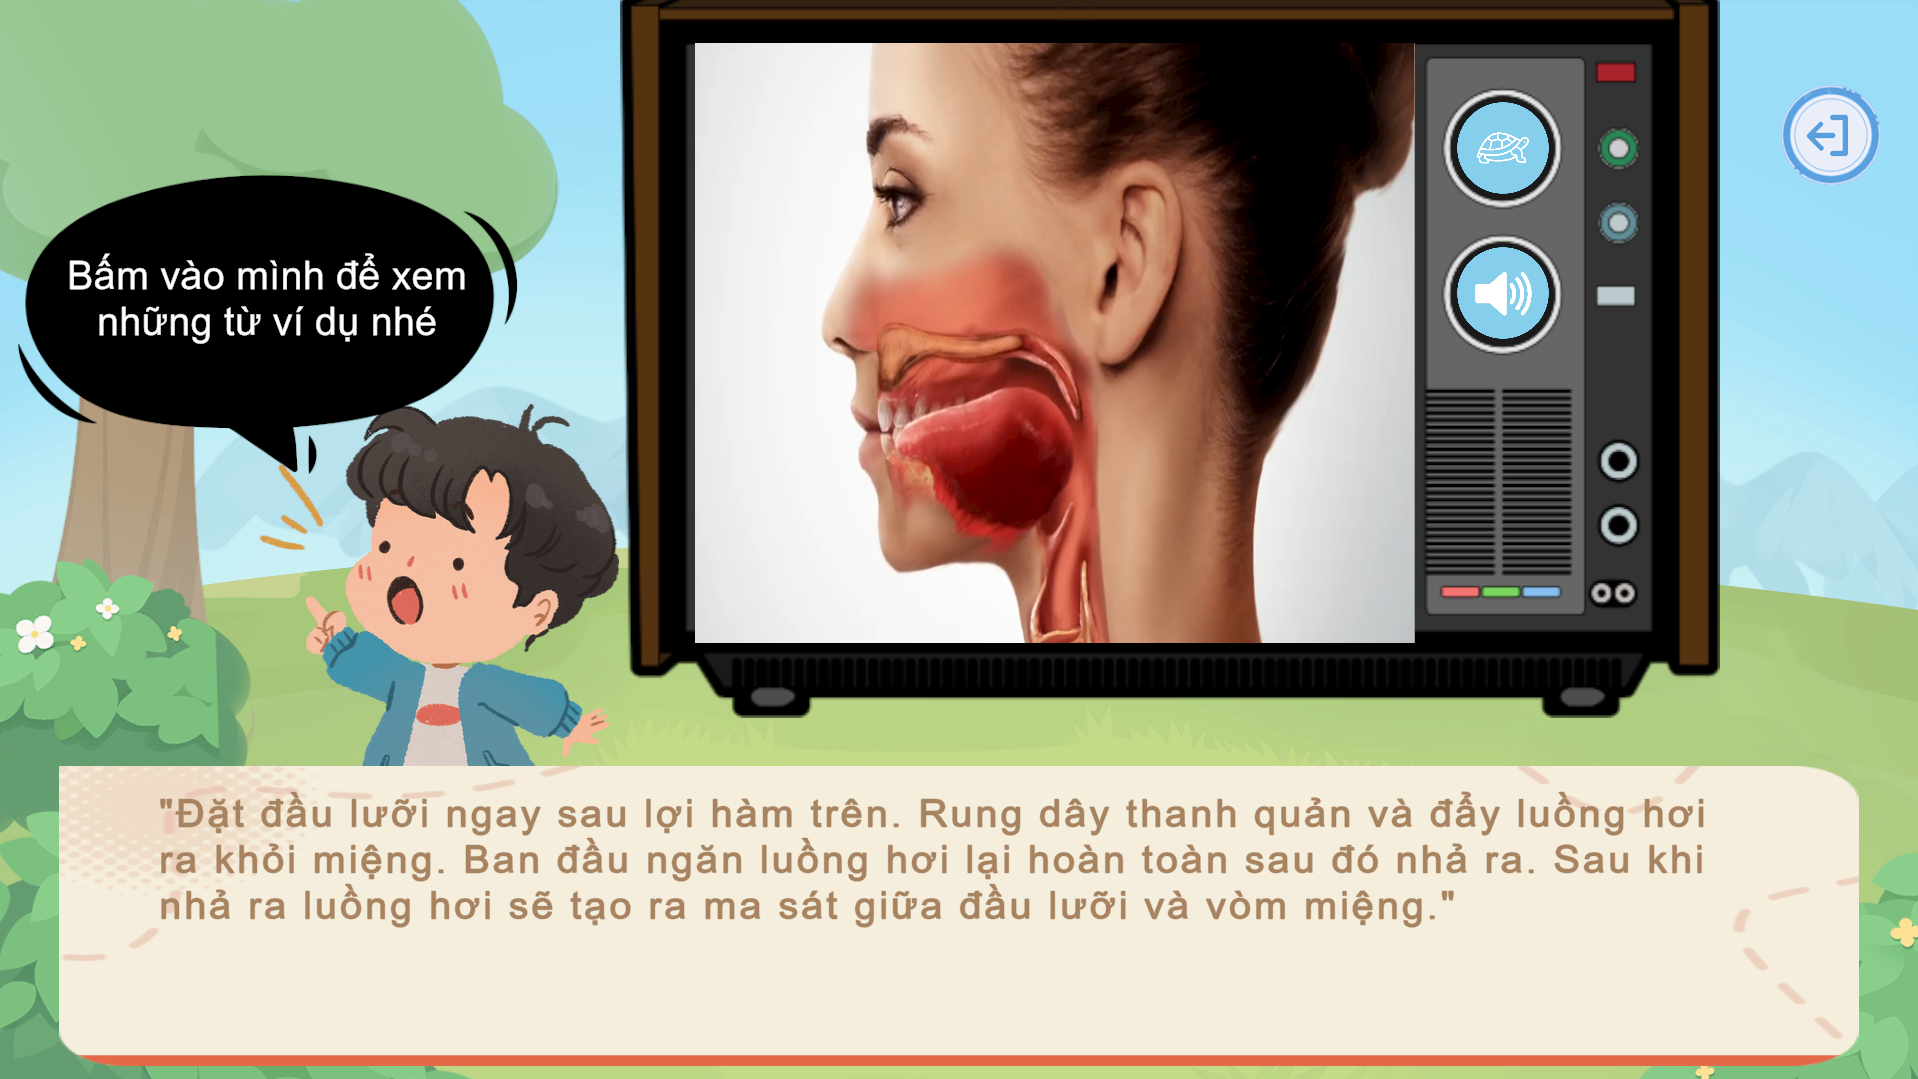 Bấm vào mình để xem
những từ ví dụ nhé
"Đặt đầu lưỡi ngay sau lợi hàm trên. Rung dây thanh quản và đẩy luồng hơi
ra khỏi miệng. Ban đầu ngăn luồng hơi lại hoàn toàn sau đó nhả ra. Sau khi
nhả ra luồng hơi sẽ tạo ra ma sát giữa đầu lưỡi và vòm miệng."